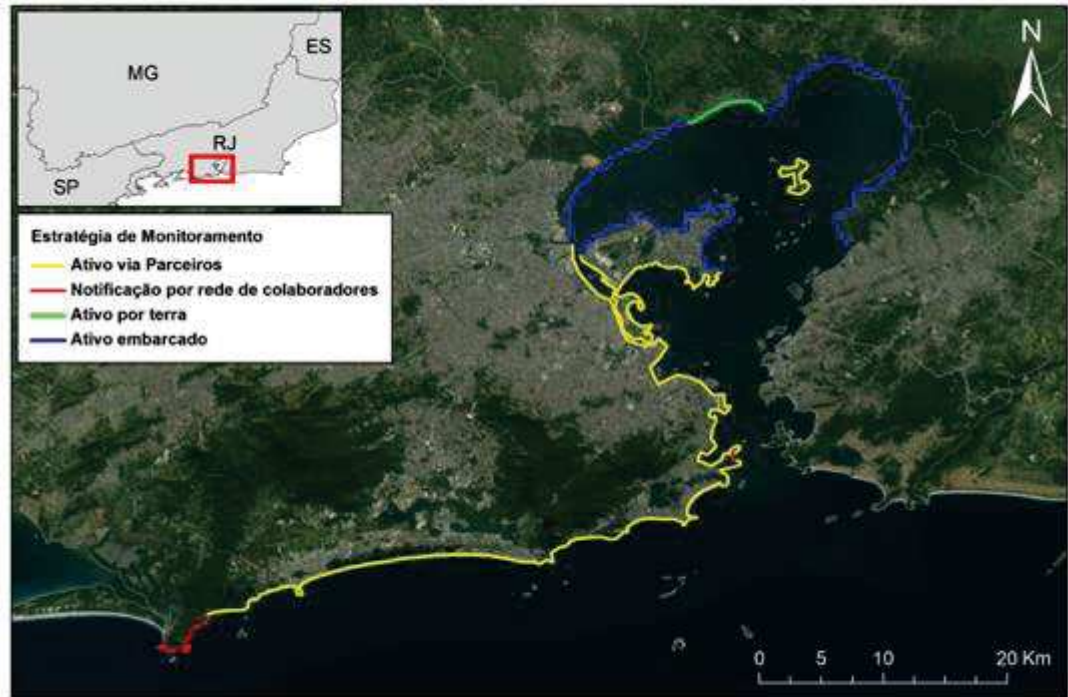 MG
ES
RJ
SP
N
Estratégia de Monitoramento
Ativo via Parceiros
Notificação por rede de colaboradores
Ativo por terra
Ativo embarcado
0 5 10 20 Km